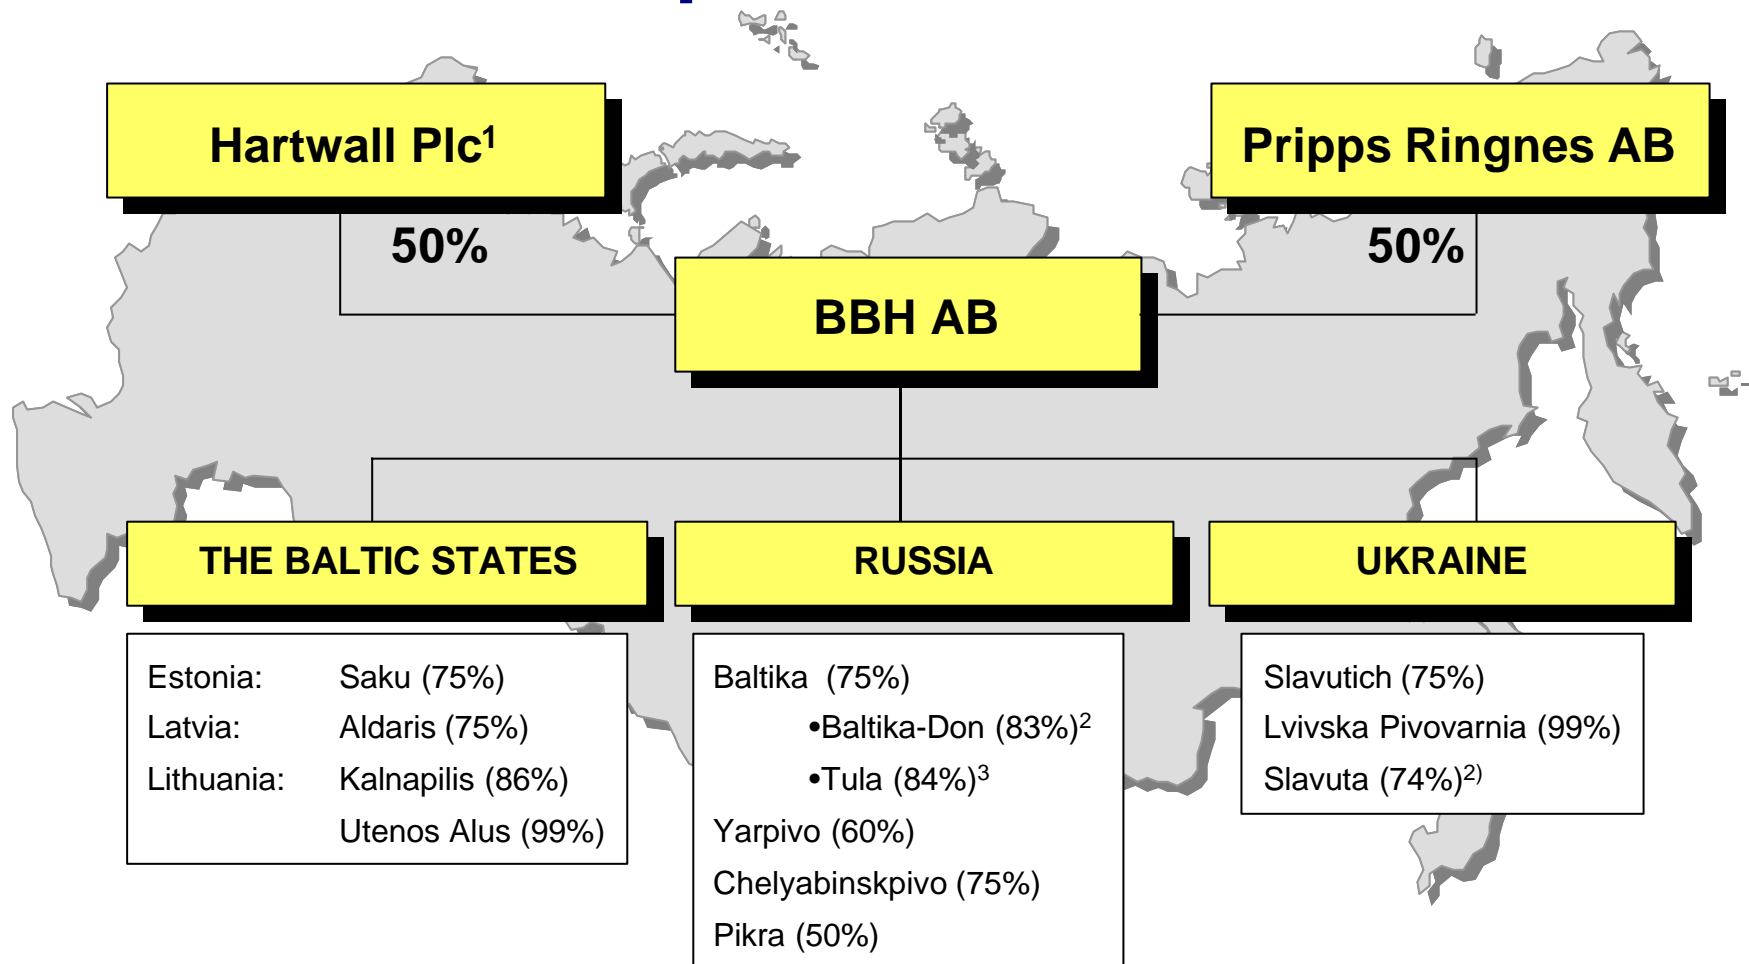 Hartwall Plc¹
Pripps Ringnes AB
50%
50%
BBH AB
THE BALTIC STATES
RUSSIA
UKRAINE
Estonia: Saku (75%)
Latvia: Aldaris (75%)
Lithuania: Kalnapilis (86%)
Utenos Alus (99%)
Baltika (75%)
•Baltika-Don (83%)²
•Tula (84%)³
Yarpivo (60%)
Chelyabinskpivo (75%)
Pikra (50%)
Slavutich (75%)
Lvivska Pivovarnia (99%)
Slavuta (74%)²⁾